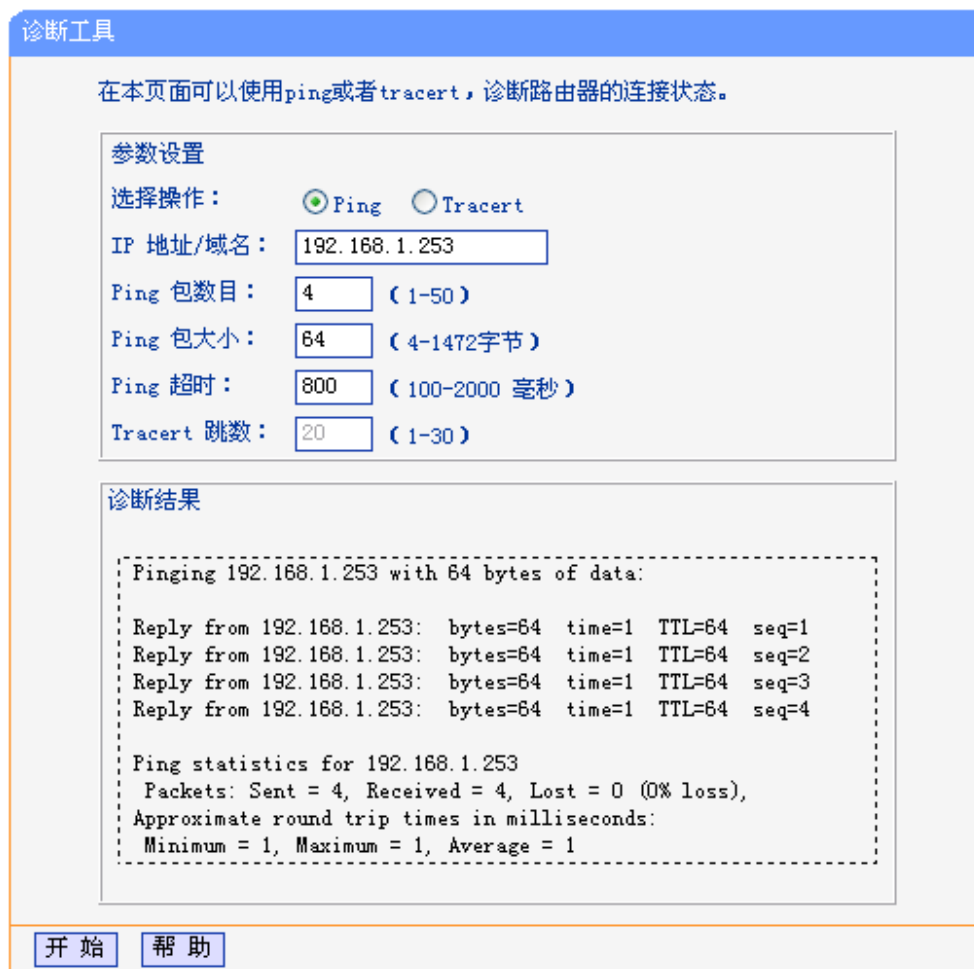 诊断工具
在本页面可以使用ping或者tracert，诊断路由器的连接状态。
参数设置
选择操作： Ping Tracert
IP 地址/域名： 192.168.1.253
Ping 包数目： 4 （1-50）
Ping 包大小： 64 （4-1472字节）
Ping 超时： 800 （100-2000 毫秒）
Tracert 跳数： 20 （1-30）
诊断结果
Pinging 192.168.1.253 with 64 bytes of data:
Reply from 192.168.1.253: bytes=64 time=1 TTL=64 seq=1
Reply from 192.168.1.253: bytes=64 time=1 TTL=64 seq=2
Reply from 192.168.1.253: bytes=64 time=1 TTL=64 seq=3
Reply from 192.168.1.253: bytes=64 time=1 TTL=64 seq=4
Ping statistics for 192.168.1.253
Packets: Sent = 4, Received = 4, Lost = 0 (0% loss),
Approximate round trip times in milliseconds:
Minimum = 1, Maximum = 1, Average = 1
开 始 帮 助